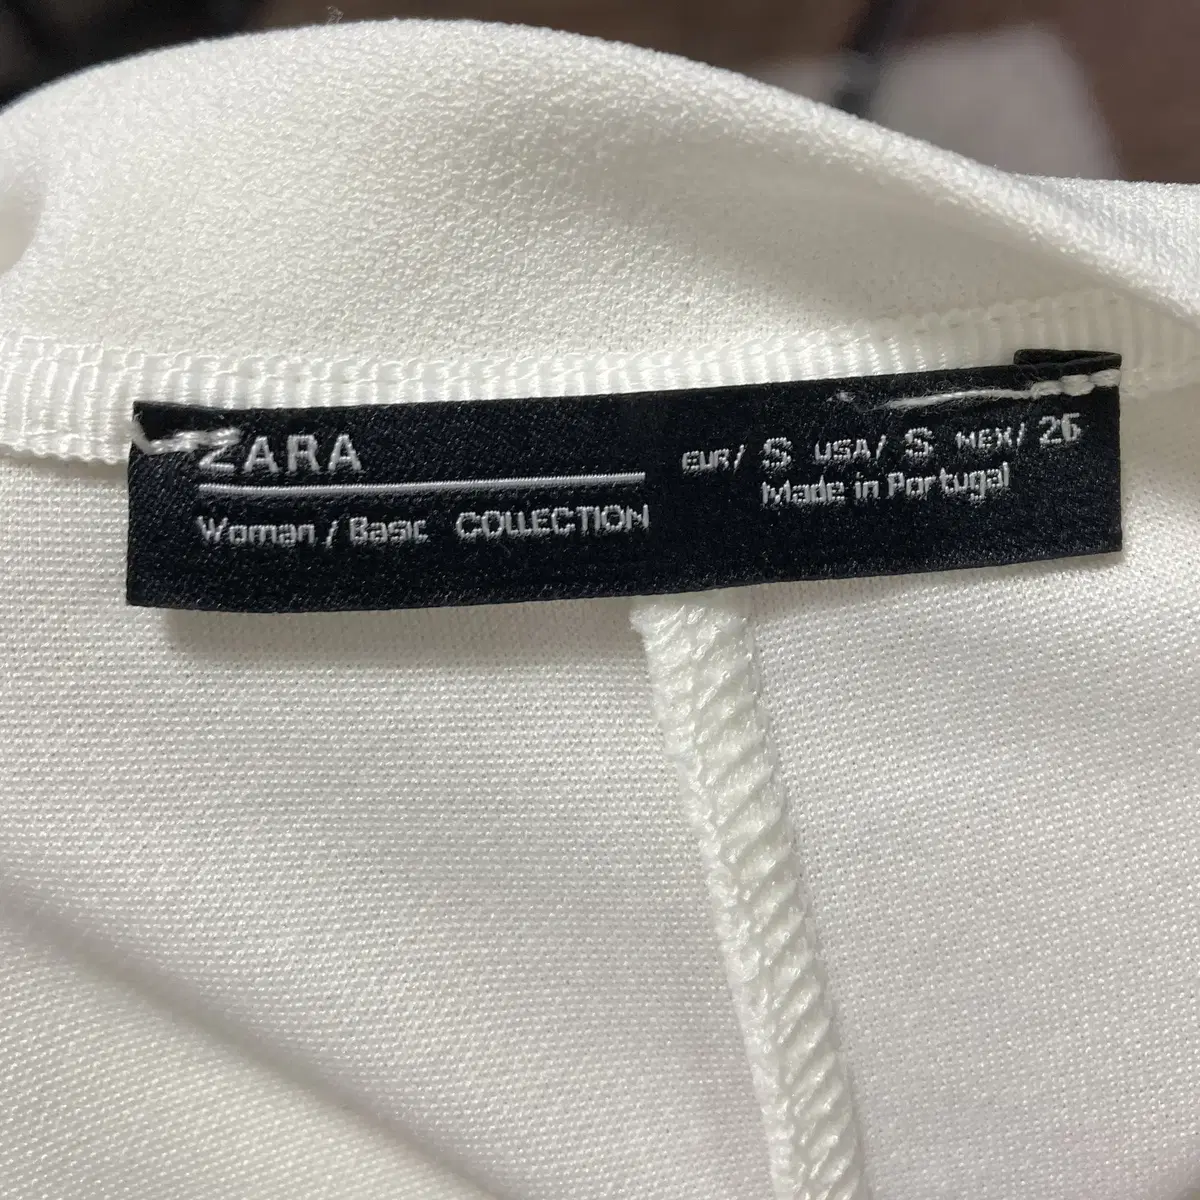 ZARA
Woman / Basic COLLECTION
EUR/ S USA/ S MEX/ 26
Made in Portugal